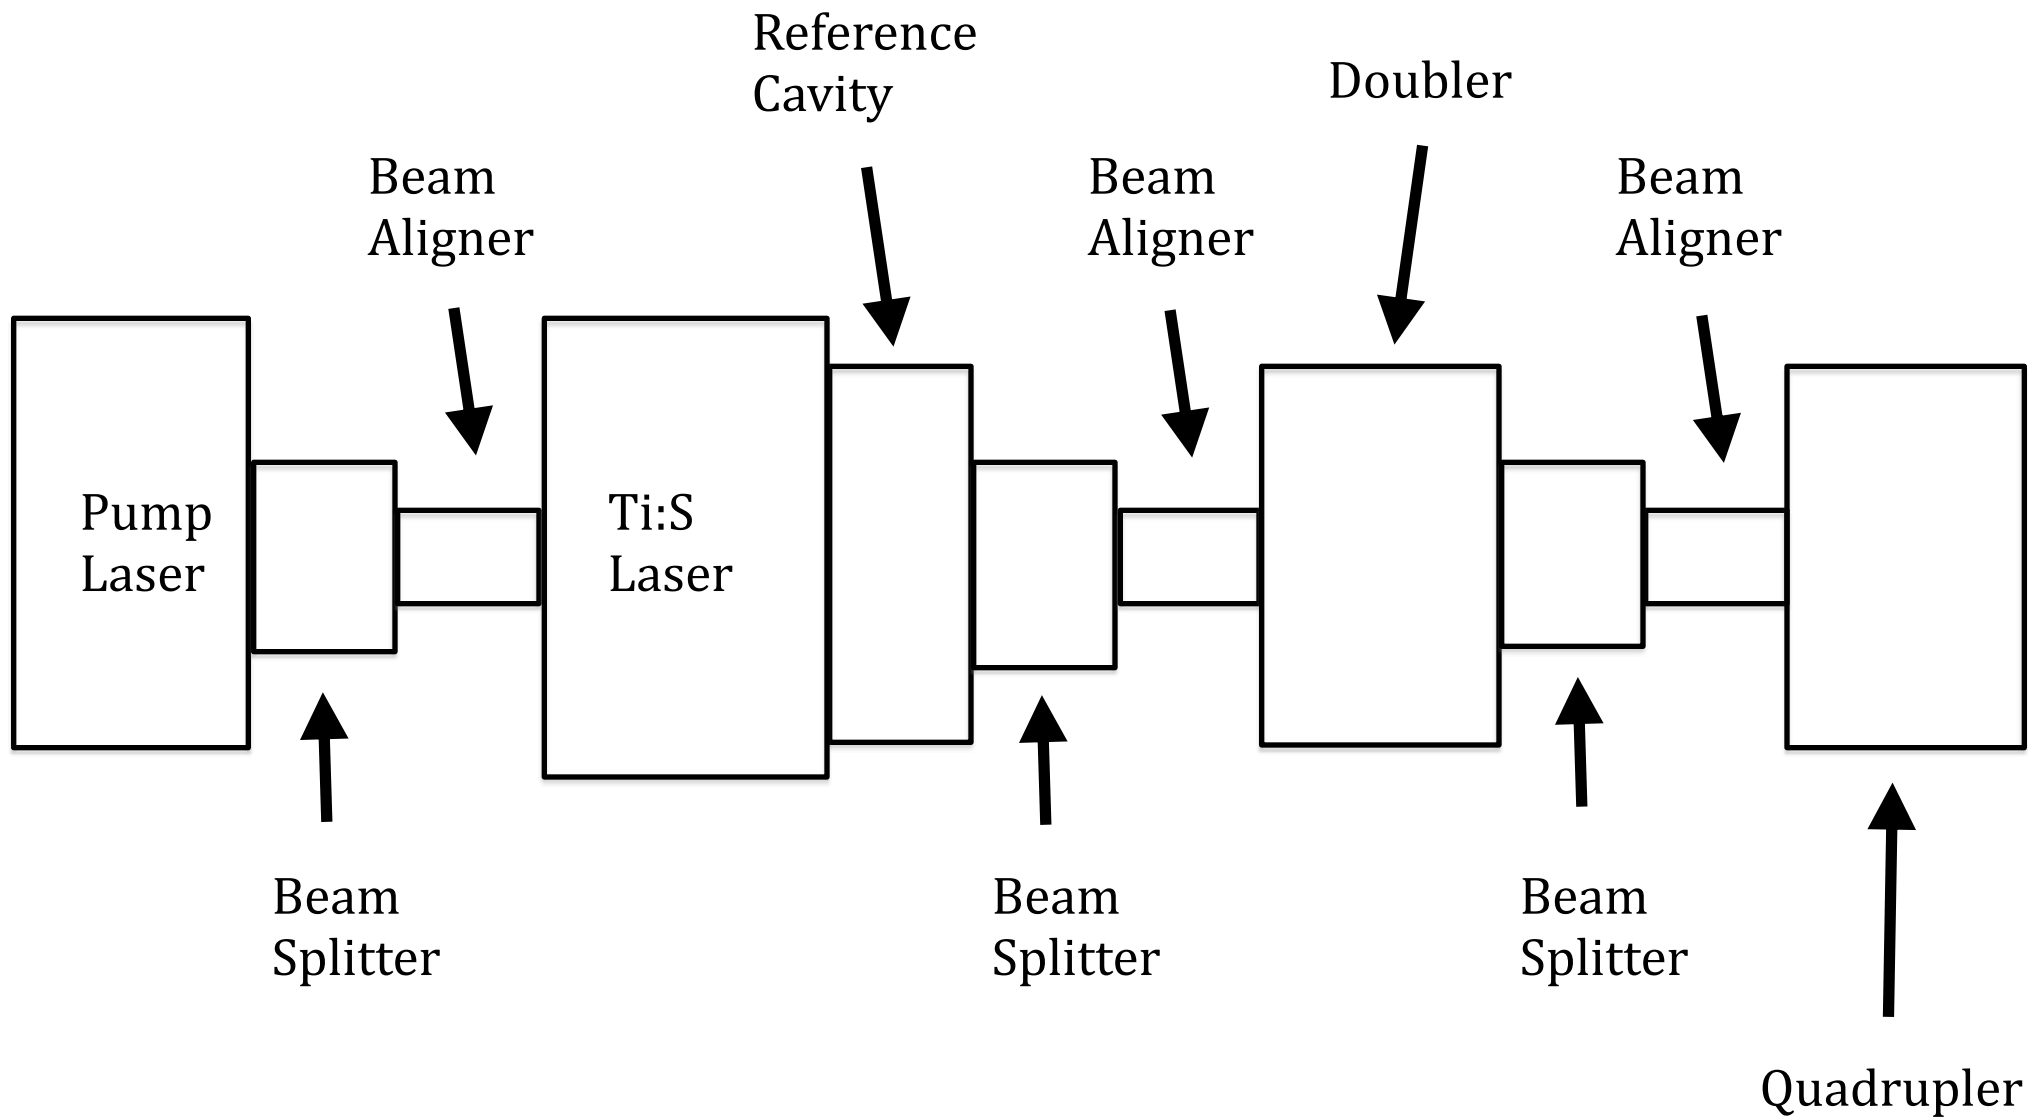 Reference
Cavity
Doubler
Beam
Aligner
Beam
Aligner
Beam
Aligner
Pump
Laser
Ti:S
Laser
Beam
Splitter
Beam
Splitter
Beam
Splitter
Quadrupler